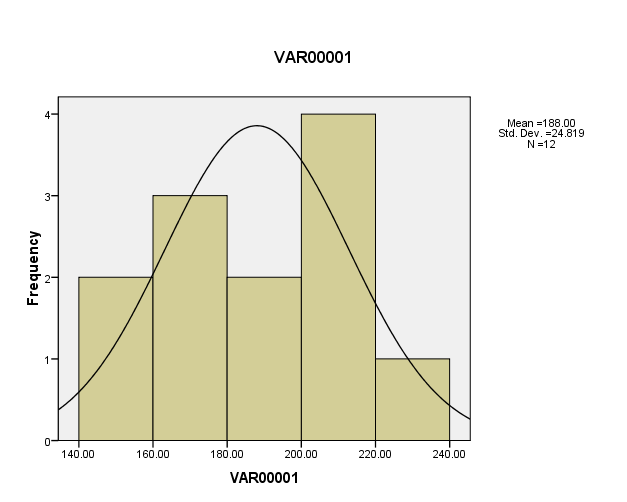 VAR00001
Mean =188.00
Std. Dev. =24.819
N =12
Frequency
4
3
2
1
0
140.00 160.00 180.00 200.00 220.00 240.00
VAR00001